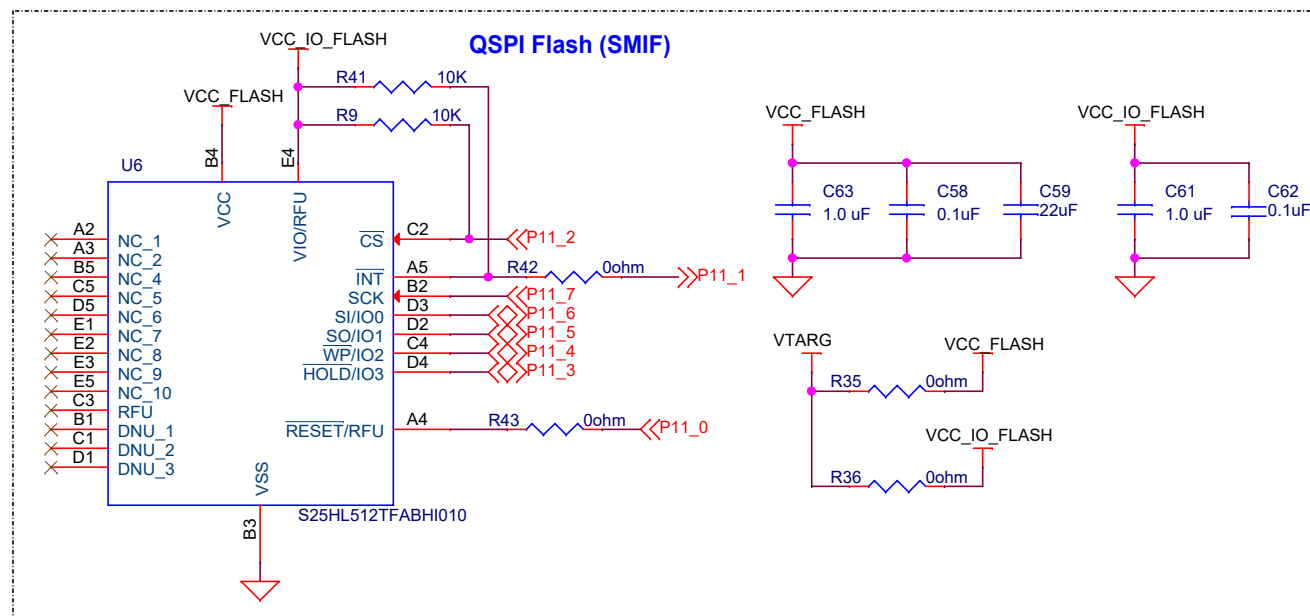 QSPI Flash (SMIF)
VCC_IO_FLASH
R41 10K
VCC_FLASH
R9 10K
B4
E4
U6
VCC
VIO/RFU
A2 NC_1
A3 NC_2
B5 NC_4
C5 NC_5
D5 NC_6
E1 NC_7
E2 NC_8
E3 NC_9
E5 NC_10
C3 RFU
B1 DNU_1
C1 DNU_2
D1 DNU_3
CS C2 P11_2
INT A5 R42 0ohm P11_1
SCK B2 P11_7
SI/IO0 D3 P11_6
SO/IO1 D2 P11_5
WP/IO2 C4 P11_4
HOLD/IO3 D4 P11_3
RESET/RFU A4 R43 0ohm P11_0
VSS
S25HL512TFABHI010
B3
VCC_FLASH
C63
1.0 uF
C58
0.1uF
C59
22uF
VCC_IO_FLASH
C61
1.0 uF
C62
0.1uF
VTARG
VCC_FLASH
R35 0ohm
VCC_IO_FLASH
R36 0ohm